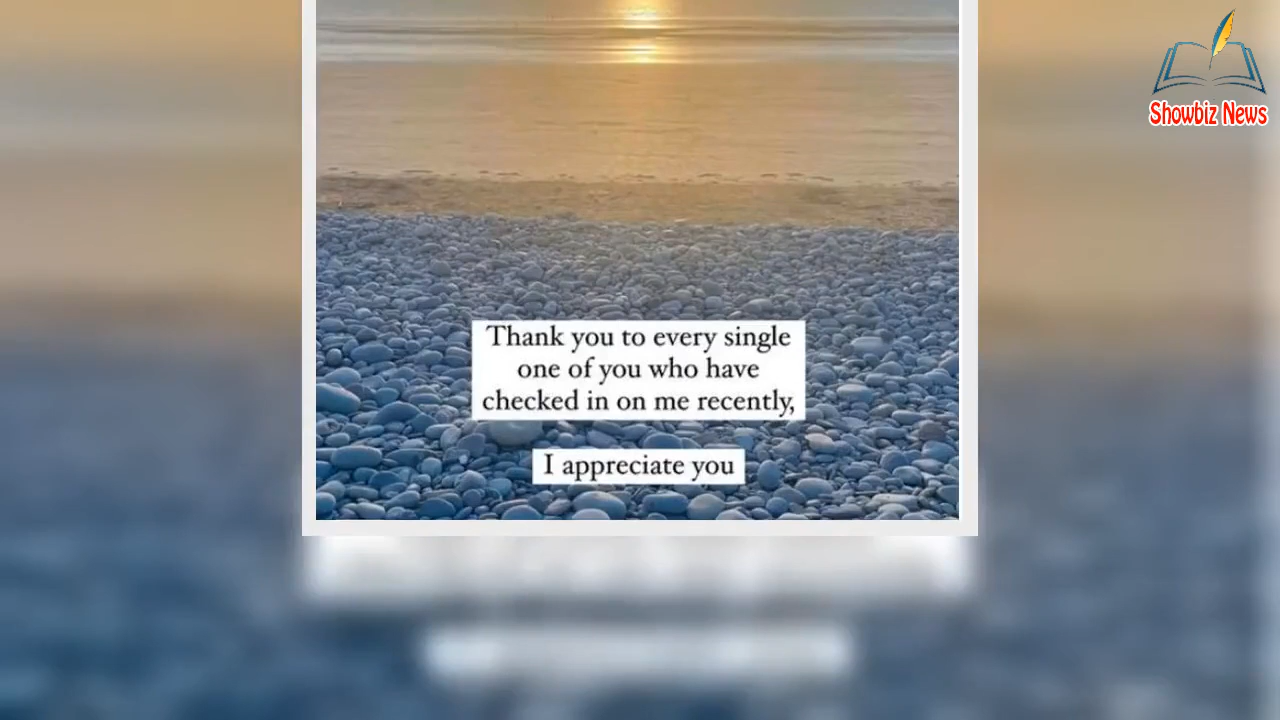 Showbiz News
Thank you to every single
one of you who have
checked in on me recently,
I appreciate you